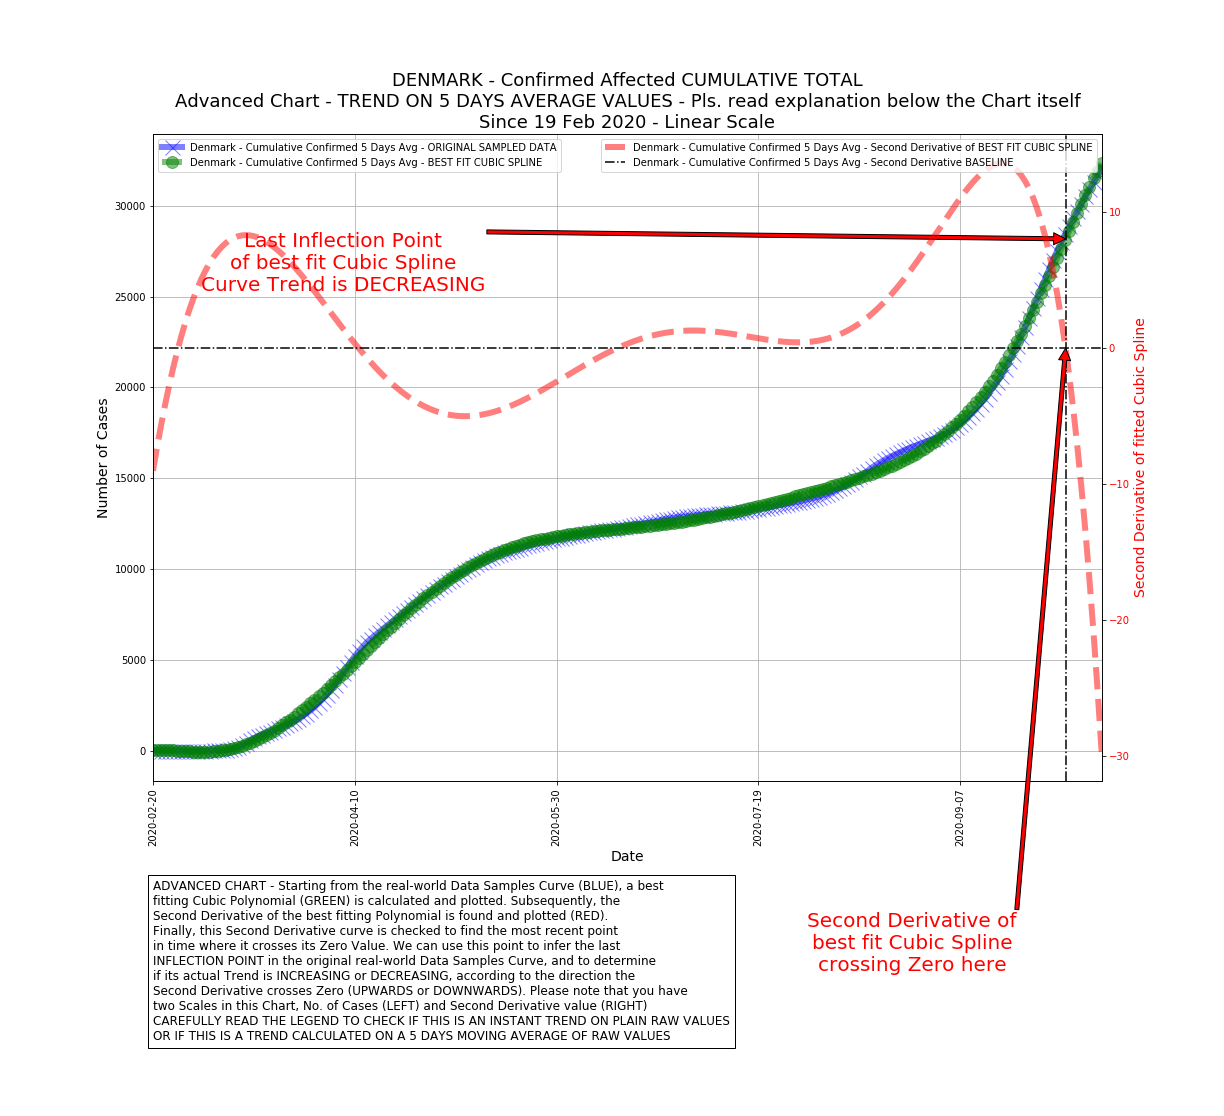 DENMARK - Confirmed Affected CUMULATIVE TOTAL
Advanced Chart - TREND ON 5 DAYS AVERAGE VALUES - Pls. read explanation below the Chart itself
Since 19 Feb 2020 - Linear Scale
Denmark - Cumulative Confirmed 5 Days Avg - ORIGINAL SAMPLED DATA
Denmark - Cumulative Confirmed 5 Days Avg - BEST FIT CUBIC SPLINE
Denmark - Cumulative Confirmed 5 Days Avg - Second Derivative of BEST FIT CUBIC SPLINE
Denmark - Cumulative Confirmed 5 Days Avg - Second Derivative BASELINE
Last Inflection Point
of best fit Cubic Spline
Curve Trend is DECREASING
Number of Cases
30000
25000
20000
15000
10000
5000
0
10
0
−10
−20
−30
Second Derivative of fitted Cubic Spline
2020-02-20
2020-04-10
2020-05-30
2020-07-19
2020-09-07
Date
ADVANCED CHART - Starting from the real-world Data Samples Curve (BLUE), a best
fitting Cubic Polynomial (GREEN) is calculated and plotted. Subsequently, the
Second Derivative of the best fitting Polynomial is found and plotted (RED).
Finally, this Second Derivative curve is checked to find the most recent point
in time where it crosses its Zero Value. We can use this point to infer the last
INFLECTION POINT in the original real-world Data Samples Curve, and to determine
if its actual Trend is INCREASING or DECREASING, according to the direction the
Second Derivative crosses Zero (UPWARDS or DOWNWARDS). Please note that you have
two Scales in this Chart, No. of Cases (LEFT) and Second Derivative value (RIGHT)
CAREFULLY READ THE LEGEND TO CHECK IF THIS IS AN INSTANT TREND ON PLAIN RAW VALUES
OR IF THIS IS A TREND CALCULATED ON A 5 DAYS MOVING AVERAGE OF RAW VALUES
Second Derivative of
best fit Cubic Spline
crossing Zero here